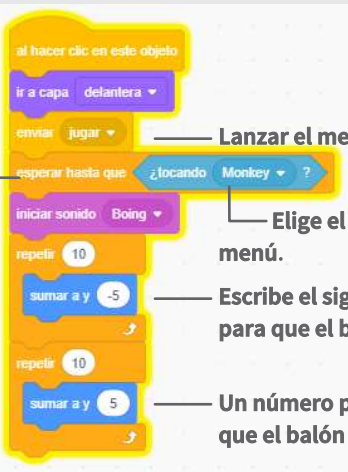 al hacer clic en este objeto
ir a capa delantera
enviar jugar
Lanzar el me
esperar hasta que ¿tocando Monkey ?
iniciar sonido Boing
Elige el
menú.
repetir 10
sumar a y -5
Escribe el sig
para que el b
repetir 10
sumar a y 5
Un número p
que el balón